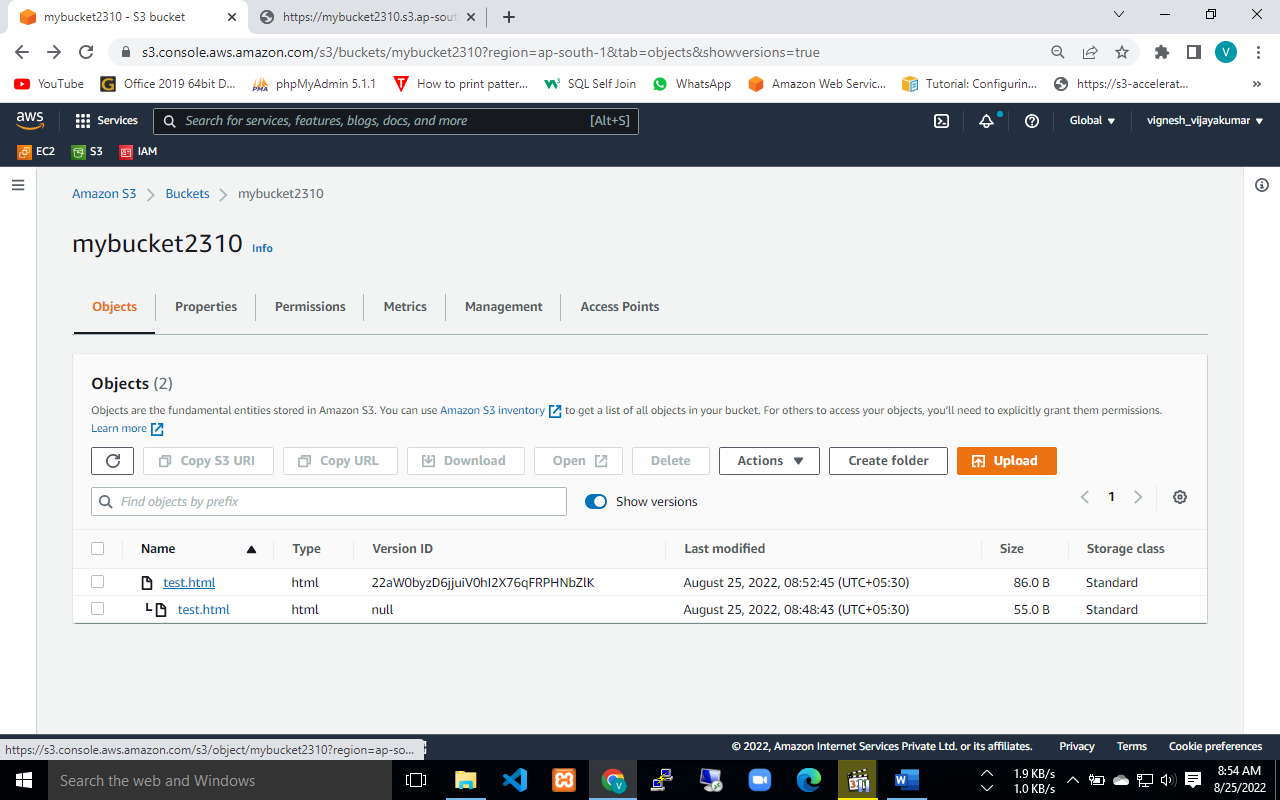 mybucket2310 - S3 bucket
https://mybucket2310.s3.ap-sout
s3.console.aws.amazon.com/s3/buckets/mybucket2310?region=ap-south-1&tab=objects&showversions=true
V
YouTube
Office 2019 64bit D...
phpMyAdmin 5.1.1
How to print patter...
SQL Self Join
WhatsApp
Amazon Web Servic...
Tutorial: Configurin...
https://s3-accelerat...
aws
Services
Search for services, features, blogs, docs, and more
[Alt+S]
Global
vignesh_vijayakumar
EC2
S3
IAM
Amazon S3
Buckets
mybucket2310
mybucket2310 Info
Objects
Properties
Permissions
Metrics
Management
Access Points
Objects (2)
Objects are the fundamental entities stored in Amazon S3. You can use Amazon S3 inventory to get a list of all objects in your bucket. For others to access your objects, you'll need to explicitly grant them permissions.
Learn more
Copy S3 URI
Copy URL
Download
Open
Delete
Actions
Create folder
Upload
Find objects by prefix
Show versions
1
Name Type Version ID Last modified Size Storage class
test.html html 22aW0byzD6jjuiV0hI2X76qFRPHNbZlK August 25, 2022, 08:52:45 (UTC+05:30) 86.0 B Standard
test.html html null August 25, 2022, 08:48:43 (UTC+05:30) 55.0 B Standard
https://s3.console.aws.amazon.com/s3/object/mybucket2310?region=ap-so...
© 2022, Amazon Internet Services Private Ltd. or its affiliates.
Privacy
Terms
Cookie preferences
Search the web and Windows
1.9 KB/s
1.0 KB/s
8:54 AM
8/25/2022